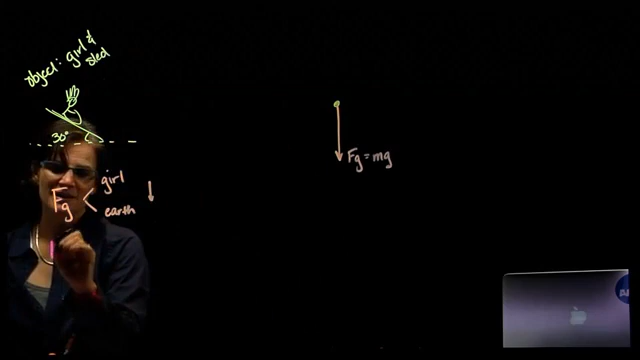 object: girl &
sled
30°
Fg < girl
earth ↓
Fg = mg